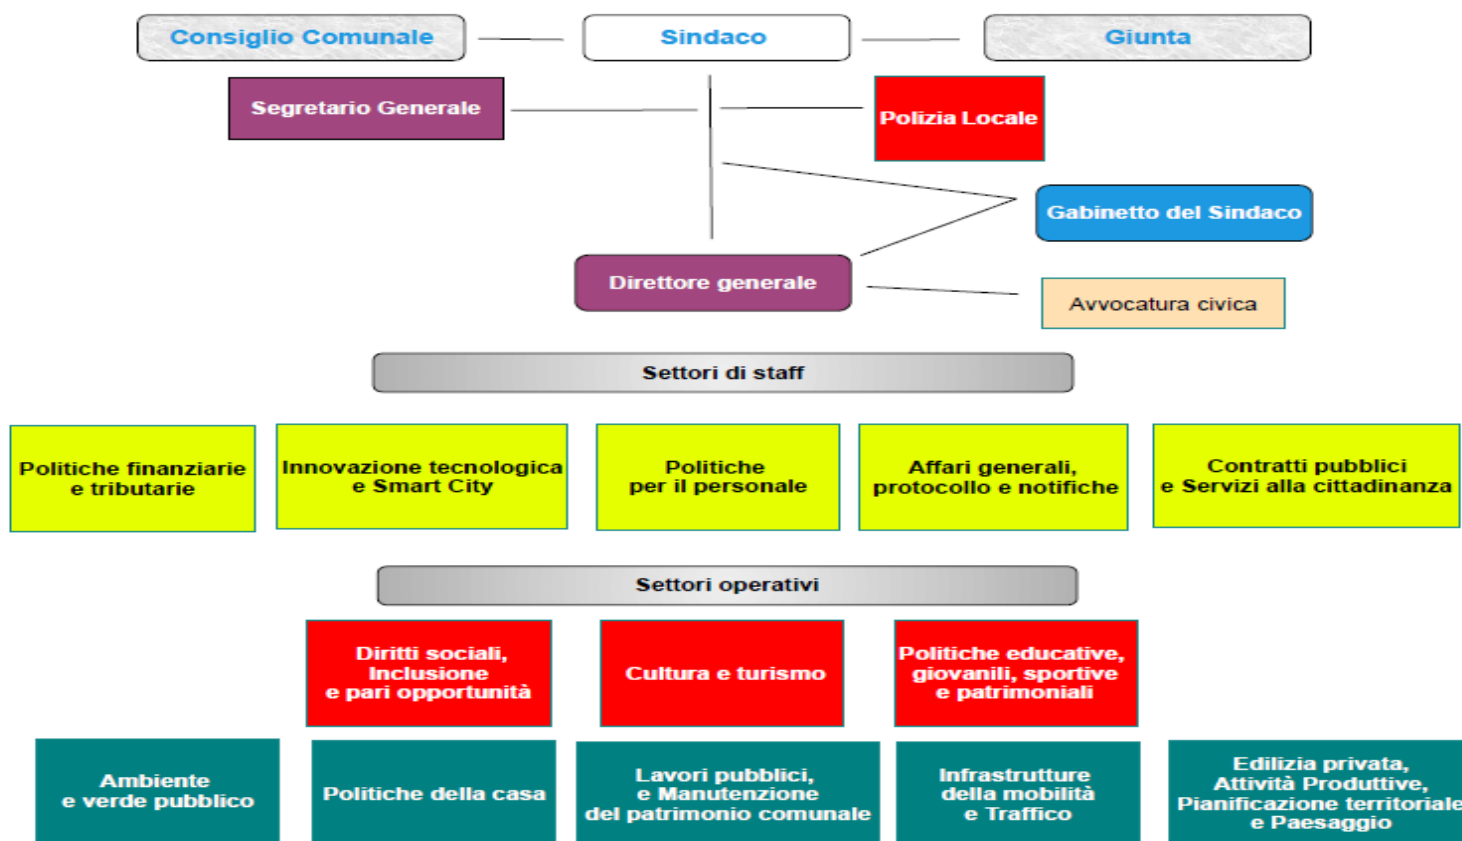 Consiglio Comunale
Sindaco
Giunta
Segretario Generale
Polizia Locale
Gabinetto del Sindaco
Direttore generale
Avvocatura civica
Settori di staff
Politiche finanziarie
e tributarie
Innovazione tecnologica
e Smart City
Politiche
per il personale
Affari generali,
protocollo e notifiche
Contratti pubblici
e Servizi alla cittadinanza
Settori operativi
Diritti sociali,
Inclusione
e pari opportunità
Cultura e turismo
Politiche educative,
giovanili, sportive
e patrimoniali
Ambiente
e verde pubblico
Politiche della casa
Lavori pubblici,
e Manutenzione
del patrimonio comunale
Infrastrutture
della mobilità
e Traffico
Edilizia privata,
Attività Produttive,
Pianificazione territoriale
e Paesaggio